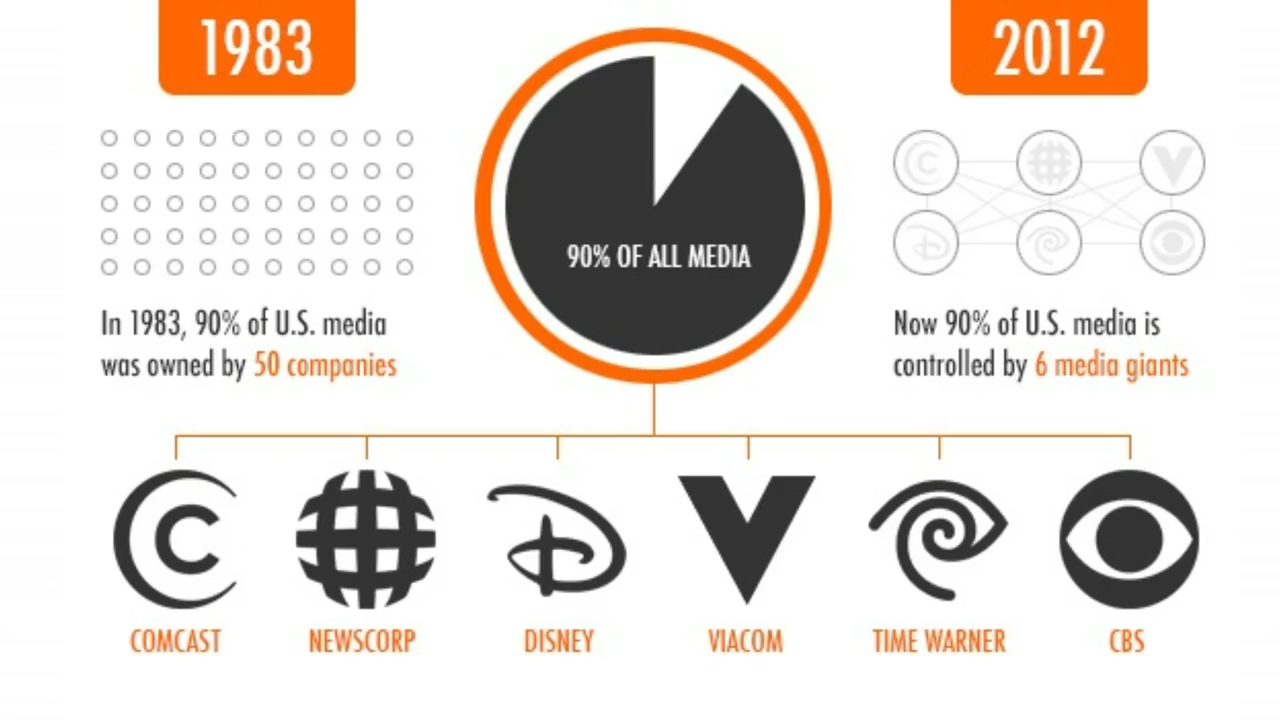 1983
In 1983, 90% of U.S. media
was owned by 50 companies
90% OF ALL MEDIA
2012
Now 90% of U.S. media is
controlled by 6 media giants
COMCAST
NEWSCORP
DISNEY
VIACOM
TIME WARNER
CBS